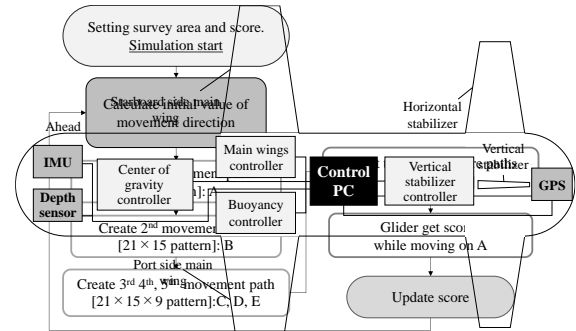 Setting survey area and score.
Simulation start
Starboard side main
wing
Calculate initial value of
movement direction
Ahead
Horizontal
stabilizer
IMU
Depth
sensor
Center of
gravity
controller
Main wings
controller
Buoyancy
controller
Control
PC
Vertical
stabilizer
controller
Vertical
stabilizer
paths
GPS
Create 2nd movem
[21 × 15 pattern]: B
Glider get scor
while moving on A
Port side main
wing
Create 3rd 4th, 5th movement path
[21 × 15 × 9 pattern]:C, D, E
Update score